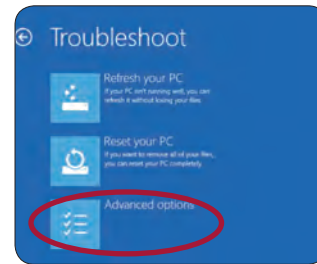 Troubleshoot
Refresh your PC
If your PC isn't running well, you can
refresh it without losing your files.
Reset your PC
If you want to remove all of your files,
you can reset your PC completely.
Advanced options